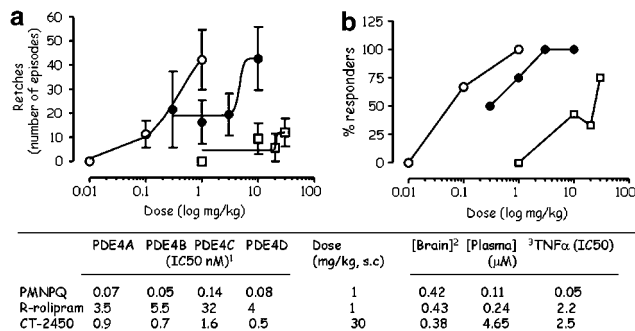 a
b
Retches
(number of episodes)
60
50
40
30
20
10
0
0.01 0.1 1 10 100
Dose (log mg/kg)
% responders
100
75
50
25
0
0.01 0.1 1 10 100
Dose (log mg/kg)
PDE4A PDE4B PDE4C PDE4D Dose [Brain]² [Plasma] ³TNFα (IC50)
(IC50 nM)¹ mg/kg, s.c (μM)
PMNPQ 0.07 0.05 0.14 0.08 1 0.42 0.11 0.05
R-rolipram 3.5 5.5 32 4 1 0.43 0.24 2.2
CT-2450 0.9 0.7 1.6 0.5 30 0.38 4.65 2.5